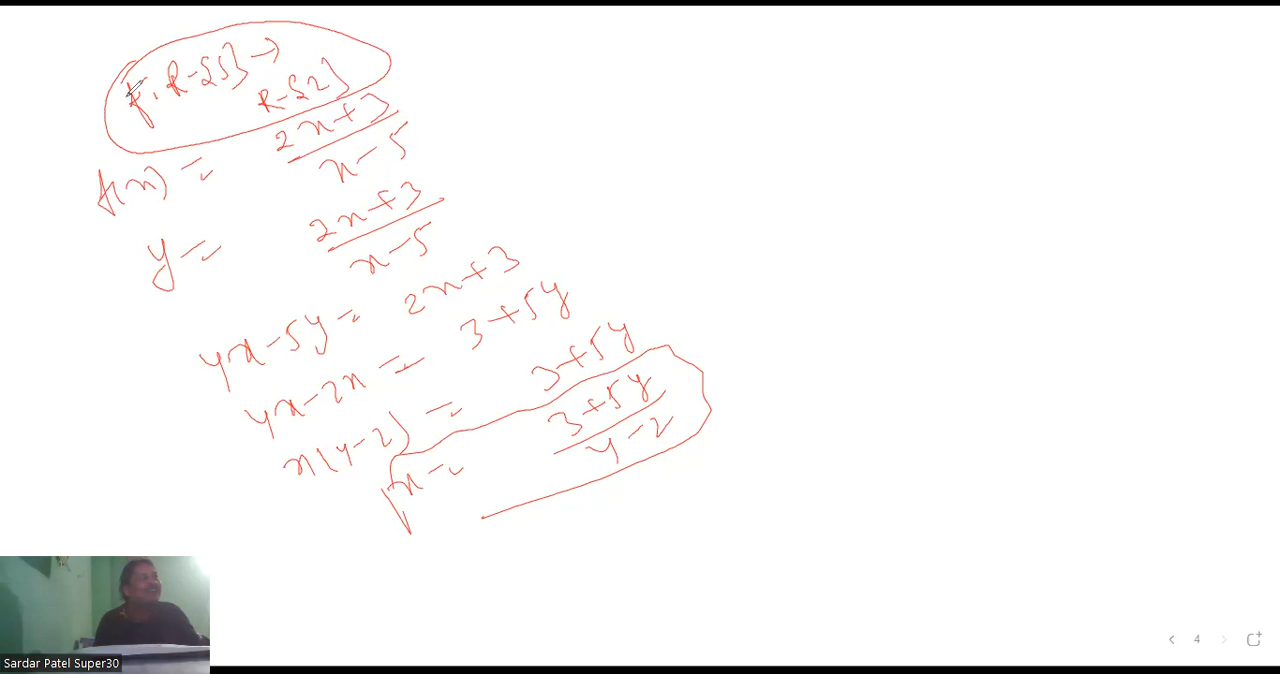 f: R-{5} →
R-{2}
f(x) = 2x+3
x-5
y = 2x+3
x-5
yx-5y = 2x+3
yx-2x = 3+5y
x(y-2) = 3+5y
x = 3+5y
y-2
Sardar Patel Super30
4